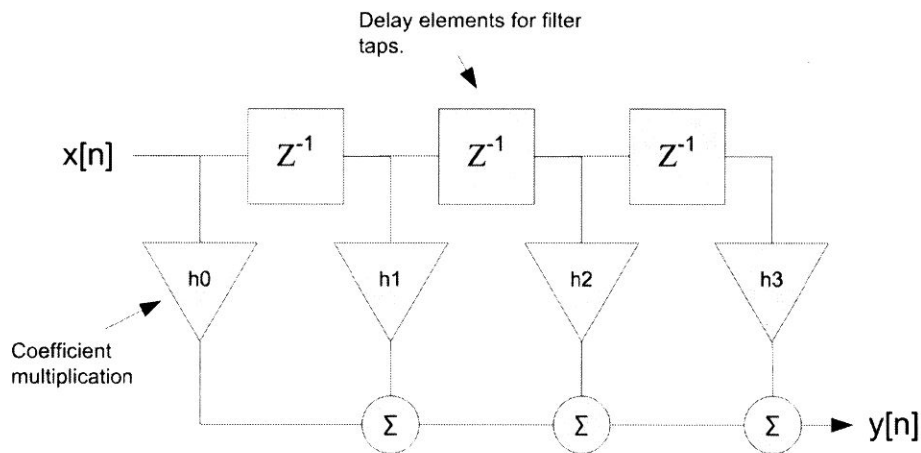 Delay elements for filter
taps.
x[n]
Z-1
Z-1
Z-1
h0
h1
h2
h3
Coefficient
multiplication
Σ
Σ
Σ
y[n]